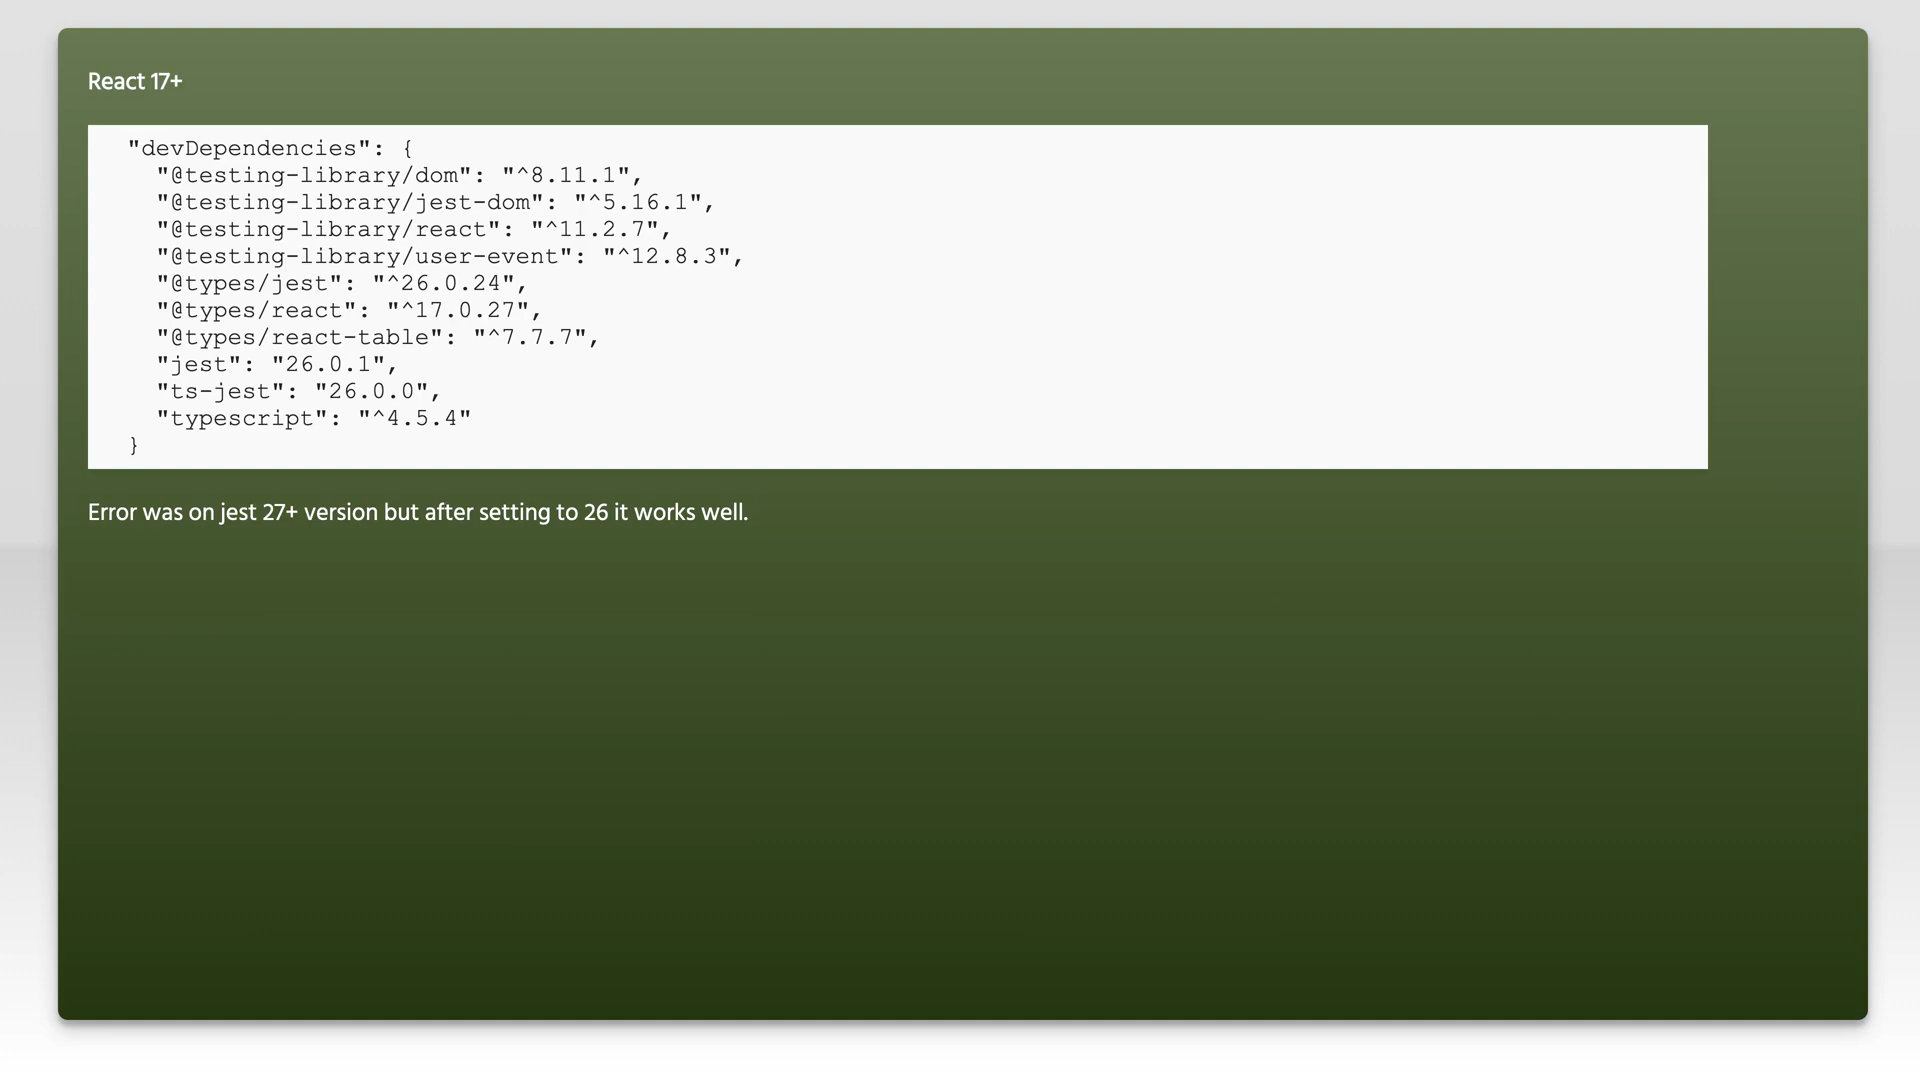 React 17+
"devDependencies": {
"@testing-library/dom": "^8.11.1",
"@testing-library/jest-dom": "^5.16.1",
"@testing-library/react": "^11.2.7",
"@testing-library/user-event": "^12.8.3",
"@types/jest": "^26.0.24",
"@types/react": "^17.0.27",
"@types/react-table": "^7.7.7",
"jest": "26.0.1",
"ts-jest": "26.0.0",
"typescript": "^4.5.4"
}
Error was on jest 27+ version but after setting to 26 it works well.